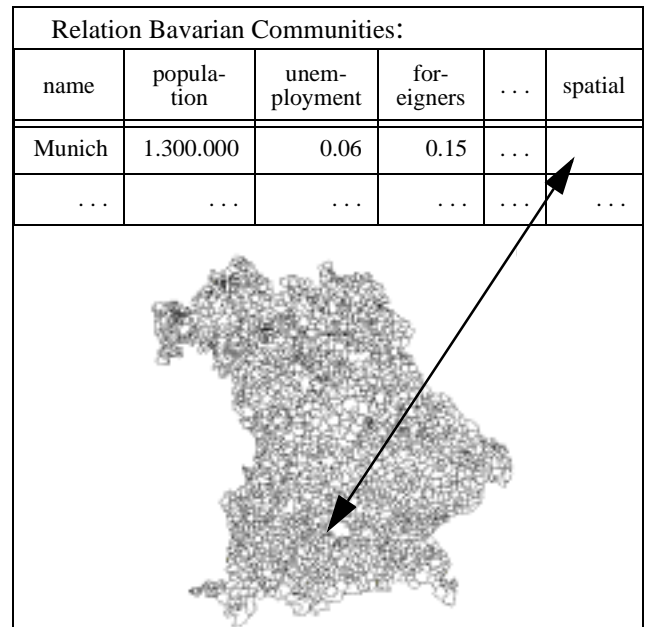 Relation Bavarian Communities:
name popula-tion unem-ployment for-eigners . . . spatial
Munich 1.300.000 0.06 0.15 . . .
. . . . . . . . . . . . . . . . . .